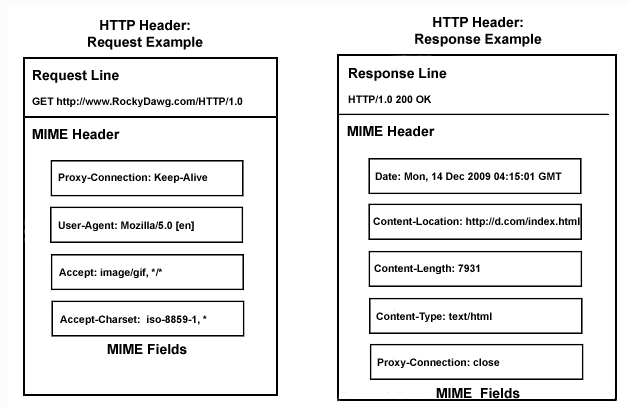 HTTP Header:
Request Example
Request Line
GET http://www.RockyDawg.com/HTTP/1.0
MIME Header
Proxy-Connection: Keep-Alive
User-Agent: Mozilla/5.0 [en]
Accept: image/gif, */*
Accept-Charset: iso-8859-1, *
MIME Fields
HTTP Header:
Response Example
Response Line
HTTP/1.0 200 OK
MIME Header
Date: Mon, 14 Dec 2009 04:15:01 GMT
Content-Location: http://d.com/index.html
Content-Length: 7931
Content-Type: text/html
Proxy-Connection: close
MIME Fields